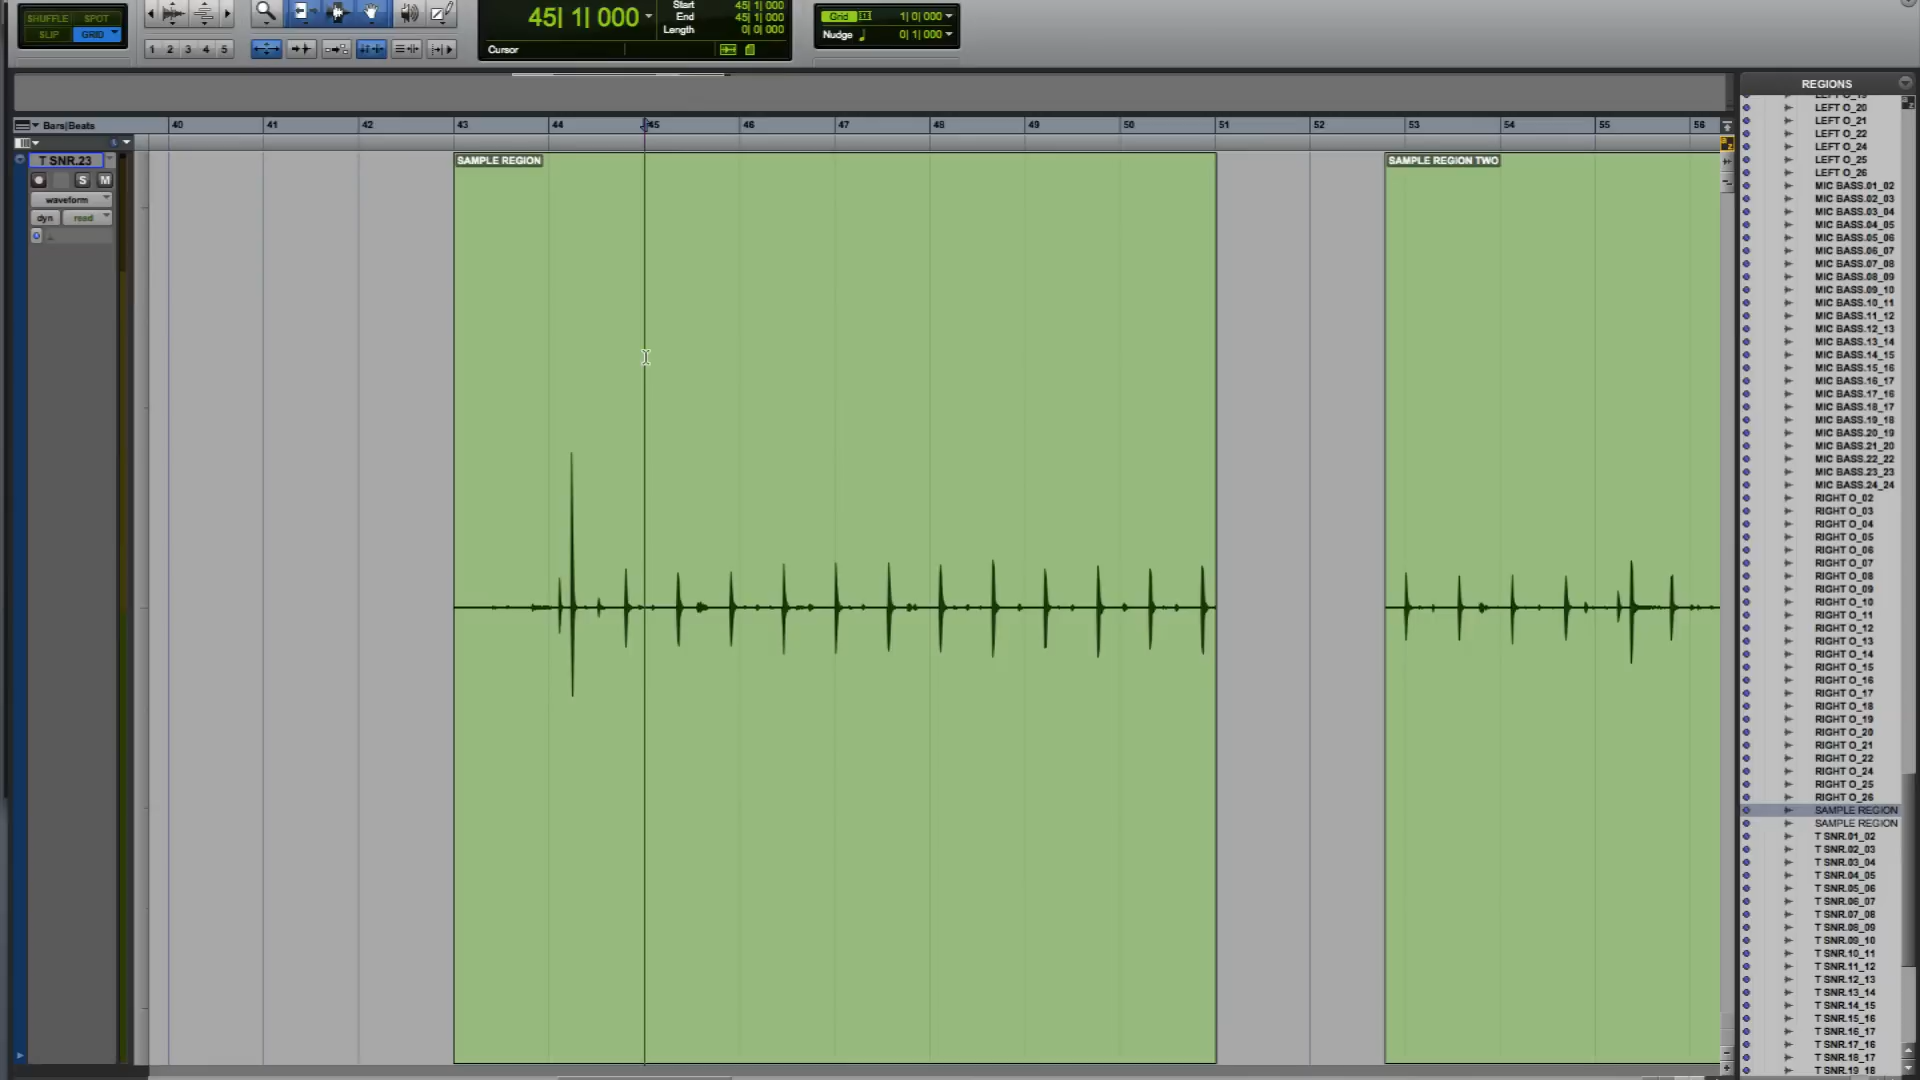 SHUFFLE SPOT
SLIP GRID
1 2 3 4 5
45| 1| 000
Start 45| 1| 000
End 45| 1| 000
Length 0| 0| 000
Cursor
Grid 1| 0| 000
Nudge 0| 1| 000
REGIONS
Bars|Beats
40 41 42 43 44 45 46 47 48 49 50 51 52 53 54 55 56
T SNR.23
S M
waveform
dyn read
SAMPLE REGION
SAMPLE REGION TWO
LEFT O_19
LEFT O_20
LEFT O_21
LEFT O_22
LEFT O_24
LEFT O_25
LEFT O_26
MIC BASS.01_02
MIC BASS.02_03
MIC BASS.03_04
MIC BASS.04_05
MIC BASS.05_06
MIC BASS.06_07
MIC BASS.07_08
MIC BASS.08_09
MIC BASS.09_10
MIC BASS.10_11
MIC BASS.11_12
MIC BASS.12_13
MIC BASS.13_14
MIC BASS.14_15
MIC BASS.15_16
MIC BASS.16_17
MIC BASS.17_16
MIC BASS.18_17
MIC BASS.19_18
MIC BASS.20_19
MIC BASS.21_20
MIC BASS.22_22
MIC BASS.23_23
MIC BASS.24_24
RIGHT O_02
RIGHT O_03
RIGHT O_04
RIGHT O_05
RIGHT O_06
RIGHT O_07
RIGHT O_08
RIGHT O_09
RIGHT O_10
RIGHT O_11
RIGHT O_12
RIGHT O_13
RIGHT O_14
RIGHT O_15
RIGHT O_16
RIGHT O_17
RIGHT O_18
RIGHT O_19
RIGHT O_20
RIGHT O_21
RIGHT O_22
RIGHT O_24
RIGHT O_25
RIGHT O_26
SAMPLE REGION
SAMPLE REGION
T SNR.01_02
T SNR.02_03
T SNR.03_04
T SNR.04_05
T SNR.05_06
T SNR.06_07
T SNR.07_08
T SNR.08_09
T SNR.09_10
T SNR.10_11
T SNR.11_12
T SNR.12_13
T SNR.13_14
T SNR.14_15
T SNR.15_16
T SNR.16_17
T SNR.17_16
T SNR.18_17
T SNR.19_18